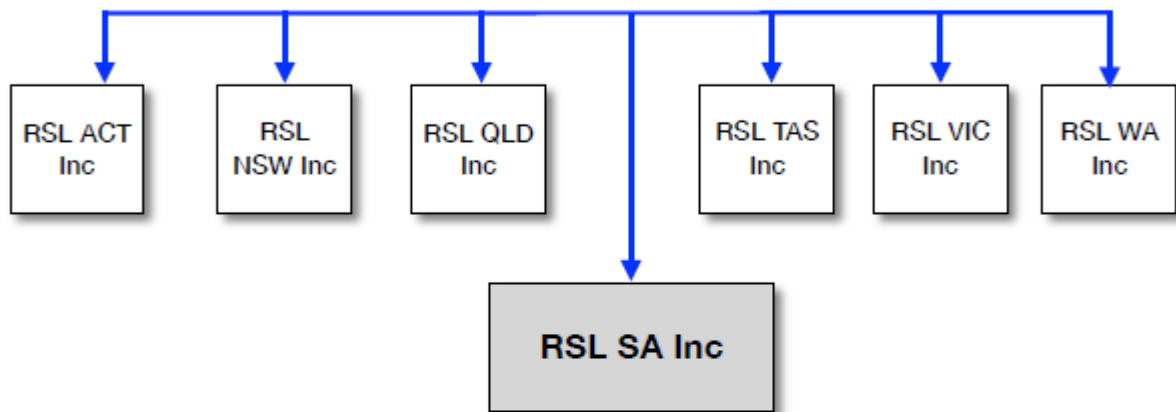 RSL ACT
Inc
RSL
NSW Inc
RSL QLD
Inc
RSL TAS
Inc
RSL VIC
Inc
RSL WA
Inc
RSL SA Inc